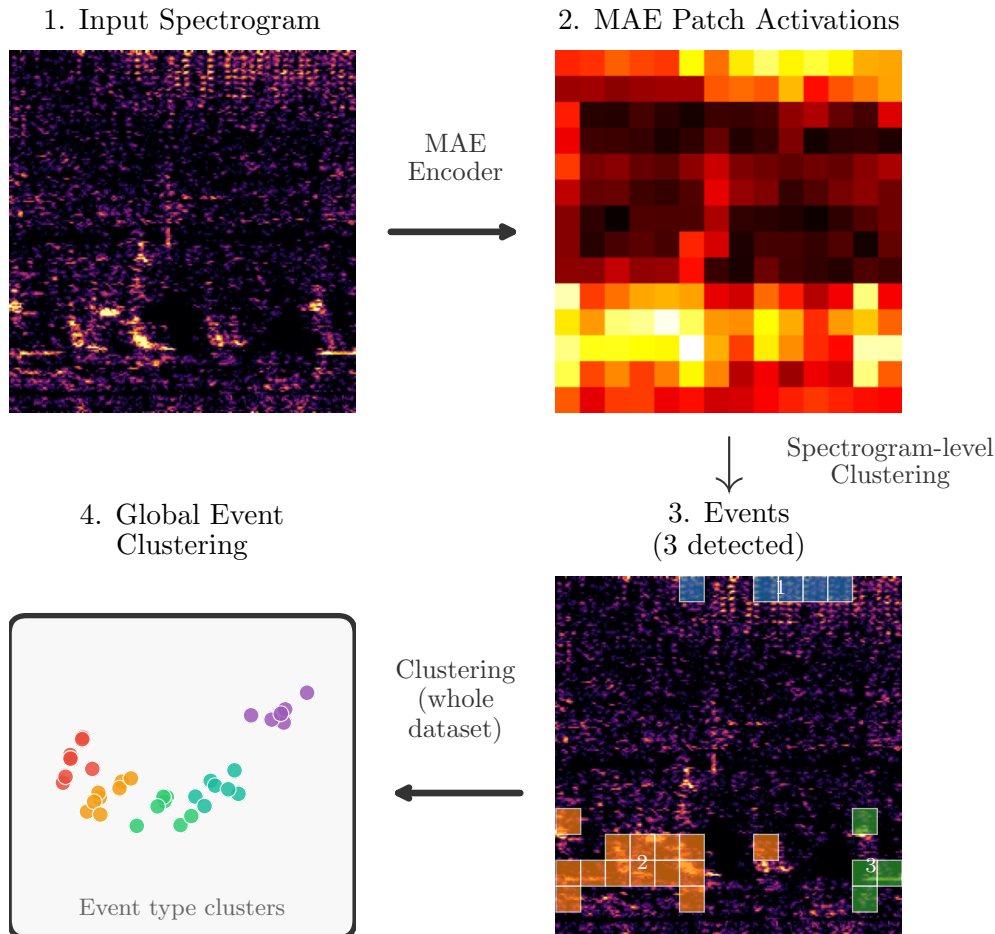 1. Input Spectrogram
2. MAE Patch Activations
MAE
Encoder
Spectrogram-level
Clustering
3. Events
(3 detected)
1
2
3
Clustering
(whole
dataset)
4. Global Event
Clustering
Event type clusters